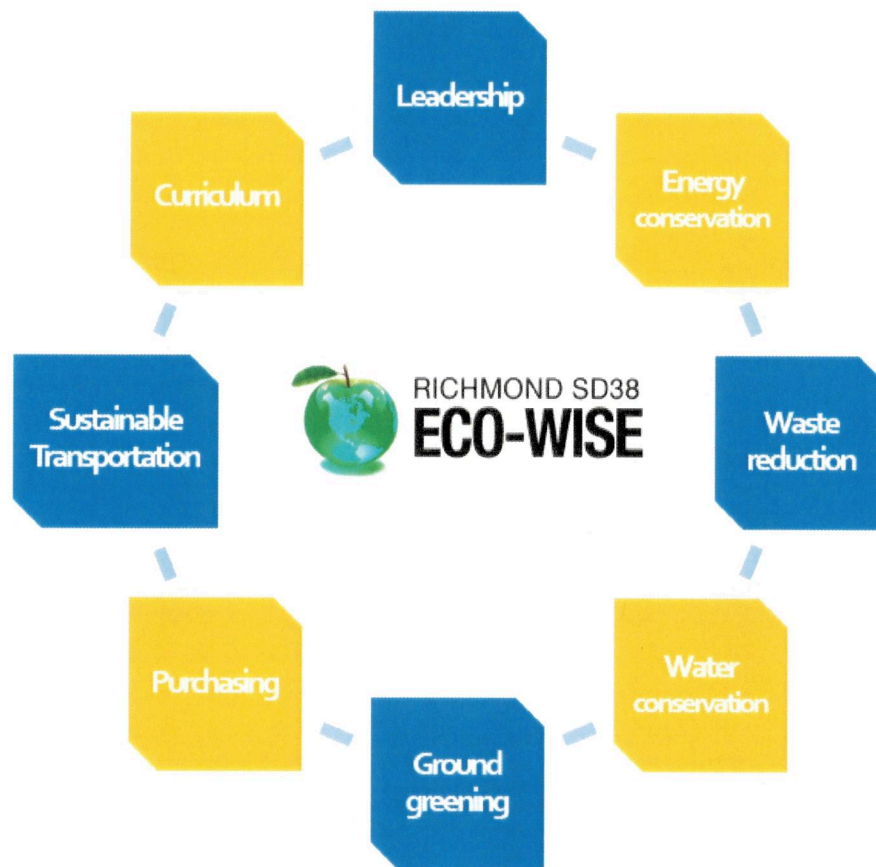 Leadership
Energy
conservation
Waste
reduction
Water
conservation
Ground
greening
Purchasing
Sustainable
Transportation
Curriculum
RICHMOND SD38
ECO-WISE